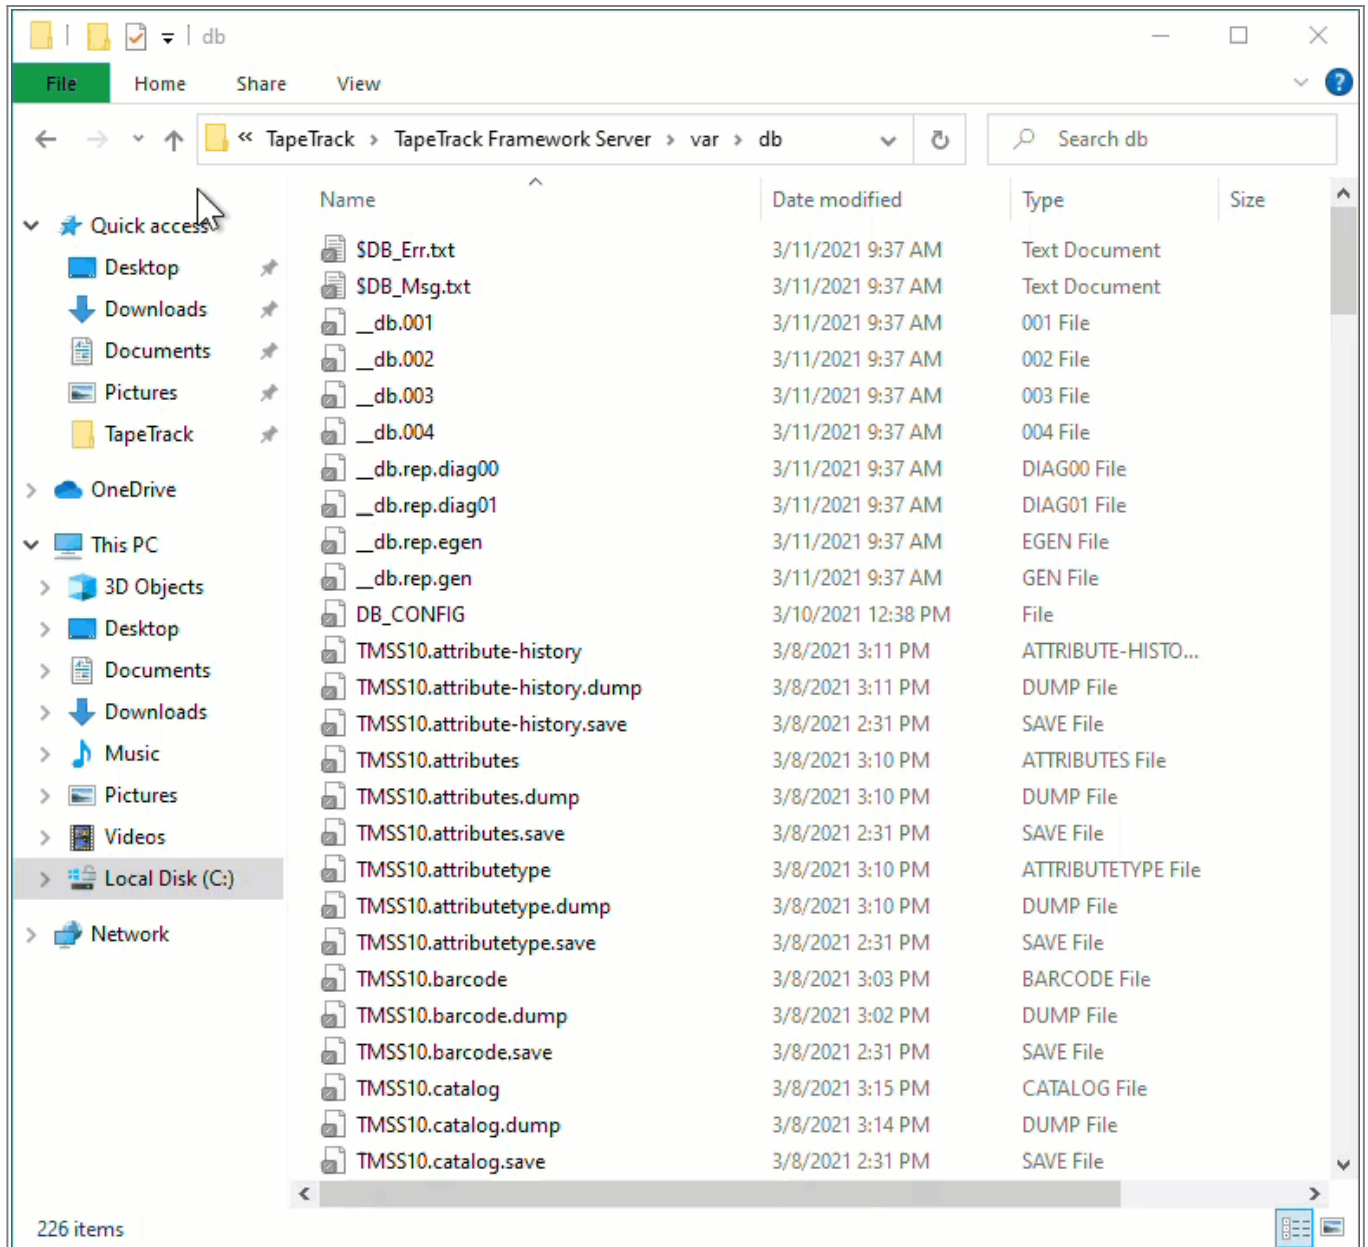 db
File Home Share View
« TapeTrack > TapeTrack Framework Server > var > db Search db
Name Date modified Type Size
Quick access
Desktop
Downloads
Documents
Pictures
TapeTrack
OneDrive
This PC
3D Objects
Desktop
Documents
Downloads
Music
Pictures
Videos
Local Disk (C:)
Network
$DB_Err.txt 3/11/2021 9:37 AM Text Document
$DB_Msg.txt 3/11/2021 9:37 AM Text Document
__db.001 3/11/2021 9:37 AM 001 File
__db.002 3/11/2021 9:37 AM 002 File
__db.003 3/11/2021 9:37 AM 003 File
__db.004 3/11/2021 9:37 AM 004 File
__db.rep.diag00 3/11/2021 9:37 AM DIAG00 File
__db.rep.diag01 3/11/2021 9:37 AM DIAG01 File
__db.rep.egen 3/11/2021 9:37 AM EGEN File
__db.rep.gen 3/11/2021 9:37 AM GEN File
DB_CONFIG 3/10/2021 12:38 PM File
TMSS10.attribute-history 3/8/2021 3:11 PM ATTRIBUTE-HISTO...
TMSS10.attribute-history.dump 3/8/2021 3:11 PM DUMP File
TMSS10.attribute-history.save 3/8/2021 2:31 PM SAVE File
TMSS10.attributes 3/8/2021 3:10 PM ATTRIBUTES File
TMSS10.attributes.dump 3/8/2021 3:10 PM DUMP File
TMSS10.attributes.save 3/8/2021 2:31 PM SAVE File
TMSS10.attributetype 3/8/2021 3:10 PM ATTRIBUTETYPE File
TMSS10.attributetype.dump 3/8/2021 3:10 PM DUMP File
TMSS10.attributetype.save 3/8/2021 2:31 PM SAVE File
TMSS10.barcode 3/8/2021 3:03 PM BARCODE File
TMSS10.barcode.dump 3/8/2021 3:02 PM DUMP File
TMSS10.barcode.save 3/8/2021 2:31 PM SAVE File
TMSS10.catalog 3/8/2021 3:15 PM CATALOG File
TMSS10.catalog.dump 3/8/2021 3:14 PM DUMP File
TMSS10.catalog.save 3/8/2021 2:31 PM SAVE File
226 items